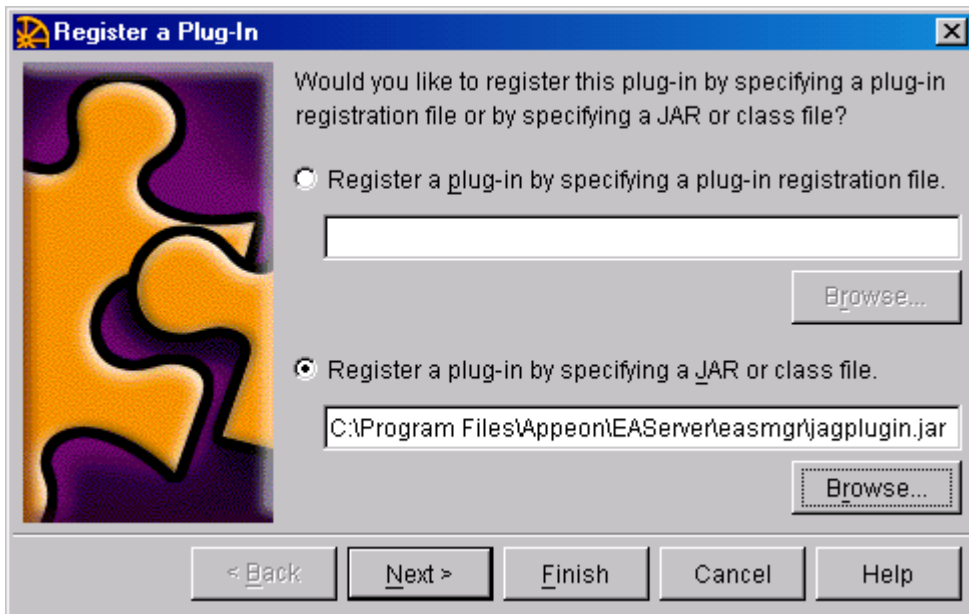 Register a Plug-In
Would you like to register this plug-in by specifying a plug-in
registration file or by specifying a JAR or class file?
Register a plug-in by specifying a plug-in registration file.
Browse...
Register a plug-in by specifying a JAR or class file.
C:\Program Files\Appeon\EAServer\easmgr\jagplugin.jar
Browse...
< Back Next > Finish Cancel Help